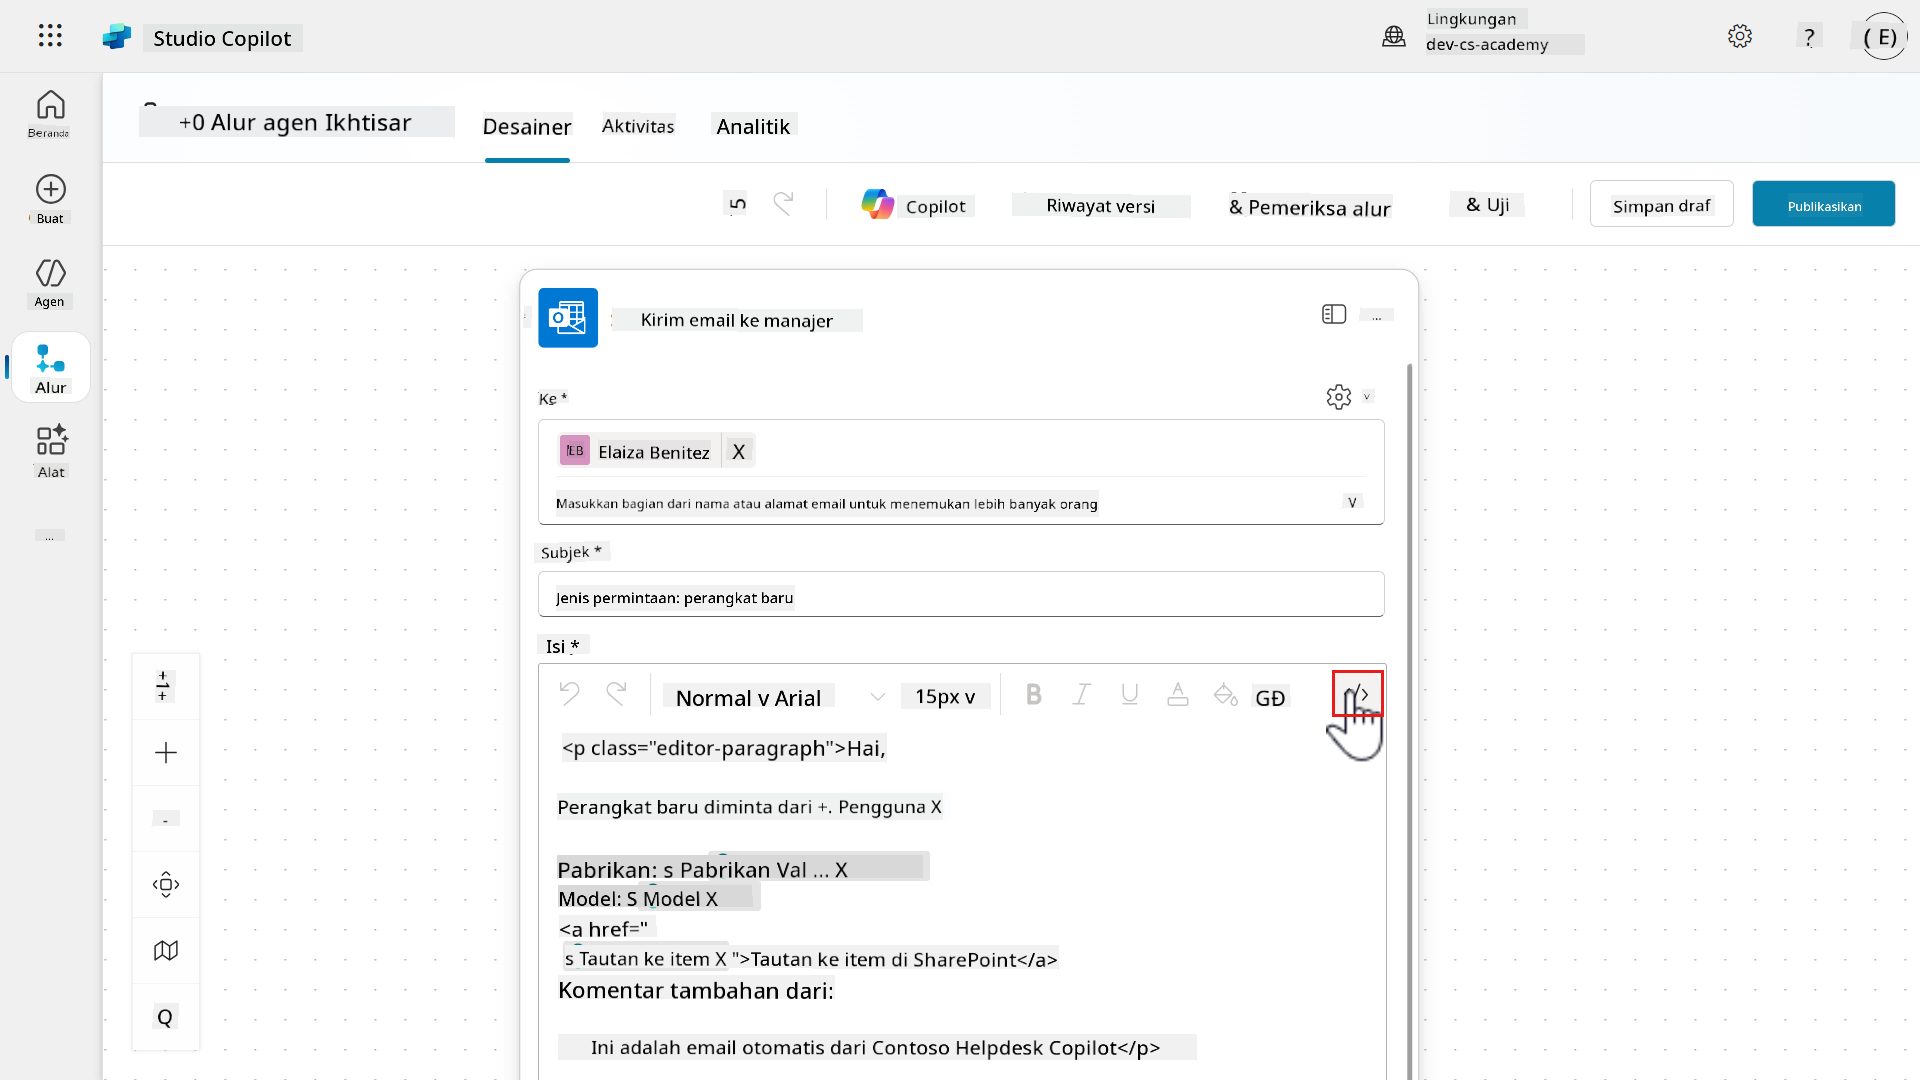 Studio Copilot
Lingkungan
dev-cs-academy
?
( E)
Beranda
Buat
Agen
Alur
Alat
...
+0 Alur agen Ikhtisar
Desainer
Aktivitas
Analitik
5
Copilot
Riwayat versi
& Pemeriksa alur
& Uji
Simpan draf
Publikasikan
Kirim email ke manajer
...
Ke *
v
EB Elaiza Benitez X
Masukkan bagian dari nama atau alamat email untuk menemukan lebih banyak orang
V
Subjek *
Jenis permintaan: perangkat baru
Isi *
Normal v Arial
15px v
B I U A
GĐ
</>
<p class="editor-paragraph">Hai,
Perangkat baru diminta dari +. Pengguna X
Pabrikan: s Pabrikan Val ... X
Model: S Model X
<a href="
s Tautan ke item X ">Tautan ke item di SharePoint</a>
Komentar tambahan dari:
Ini adalah email otomatis dari Contoso Helpdesk Copilot</p>
+1+
-
Q